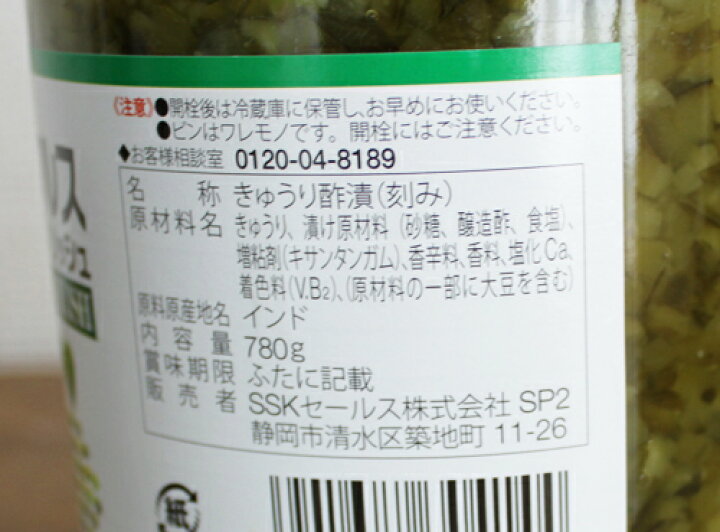 《注意》●開栓後は冷蔵庫に保管し、お早めにお使いください。
●ビンはワレモノです。開栓にはご注意ください。
◆お客様相談室 0120-04-8189
名称 きゅうり酢漬(刻み)
原材料名 きゅうり、漬け原材料(砂糖、醸造酢、食塩)、
増粘剤(キサンタンガム)、香辛料、香料、塩化Ca、
着色料(V.B2)、(原材料の一部に大豆を含む)
原料原産地名 インド
内容量 780g
賞味期限 ふたに記載
販売者 SSKセールス株式会社 SP2
静岡市清水区築地町 11-26
リス
ッシュ
ISH
紙